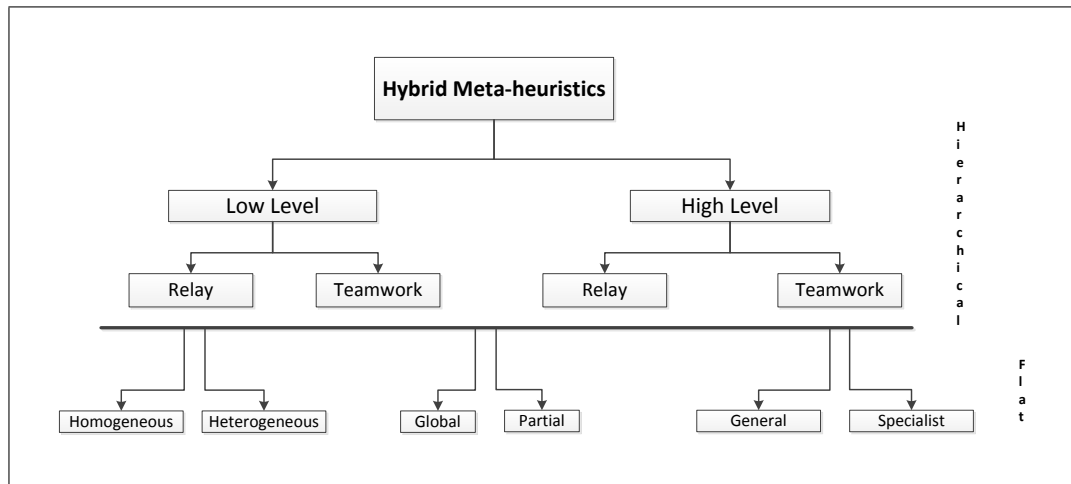 Hybrid Meta-heuristics
Hierarchical
Low Level
High Level
Relay
Teamwork
Relay
Teamwork
Flat
Homogeneous
Heterogeneous
Global
Partial
General
Specialist